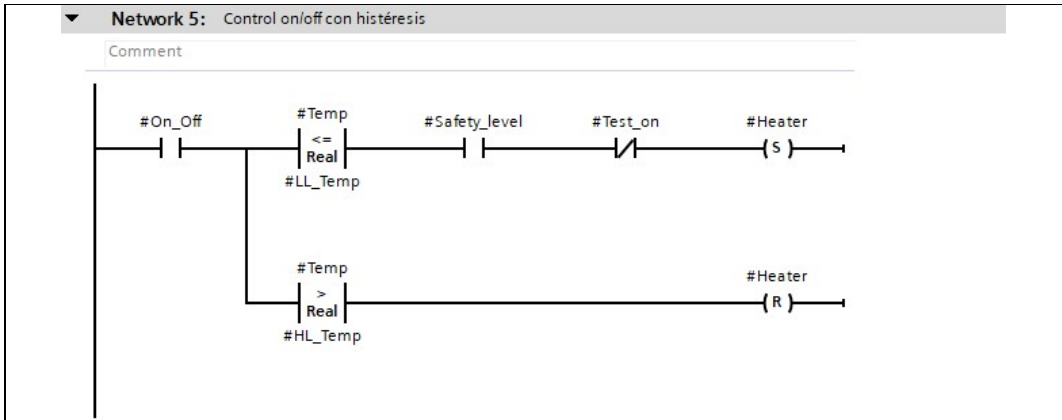 Network 5: Control on/off con histéresis
Comment
#On_Off
#Temp
<=
Real
#LL_Temp
#Safety_level
#Test_on
#Heater
S
#Temp
>
Real
#HL_Temp
#Heater
R